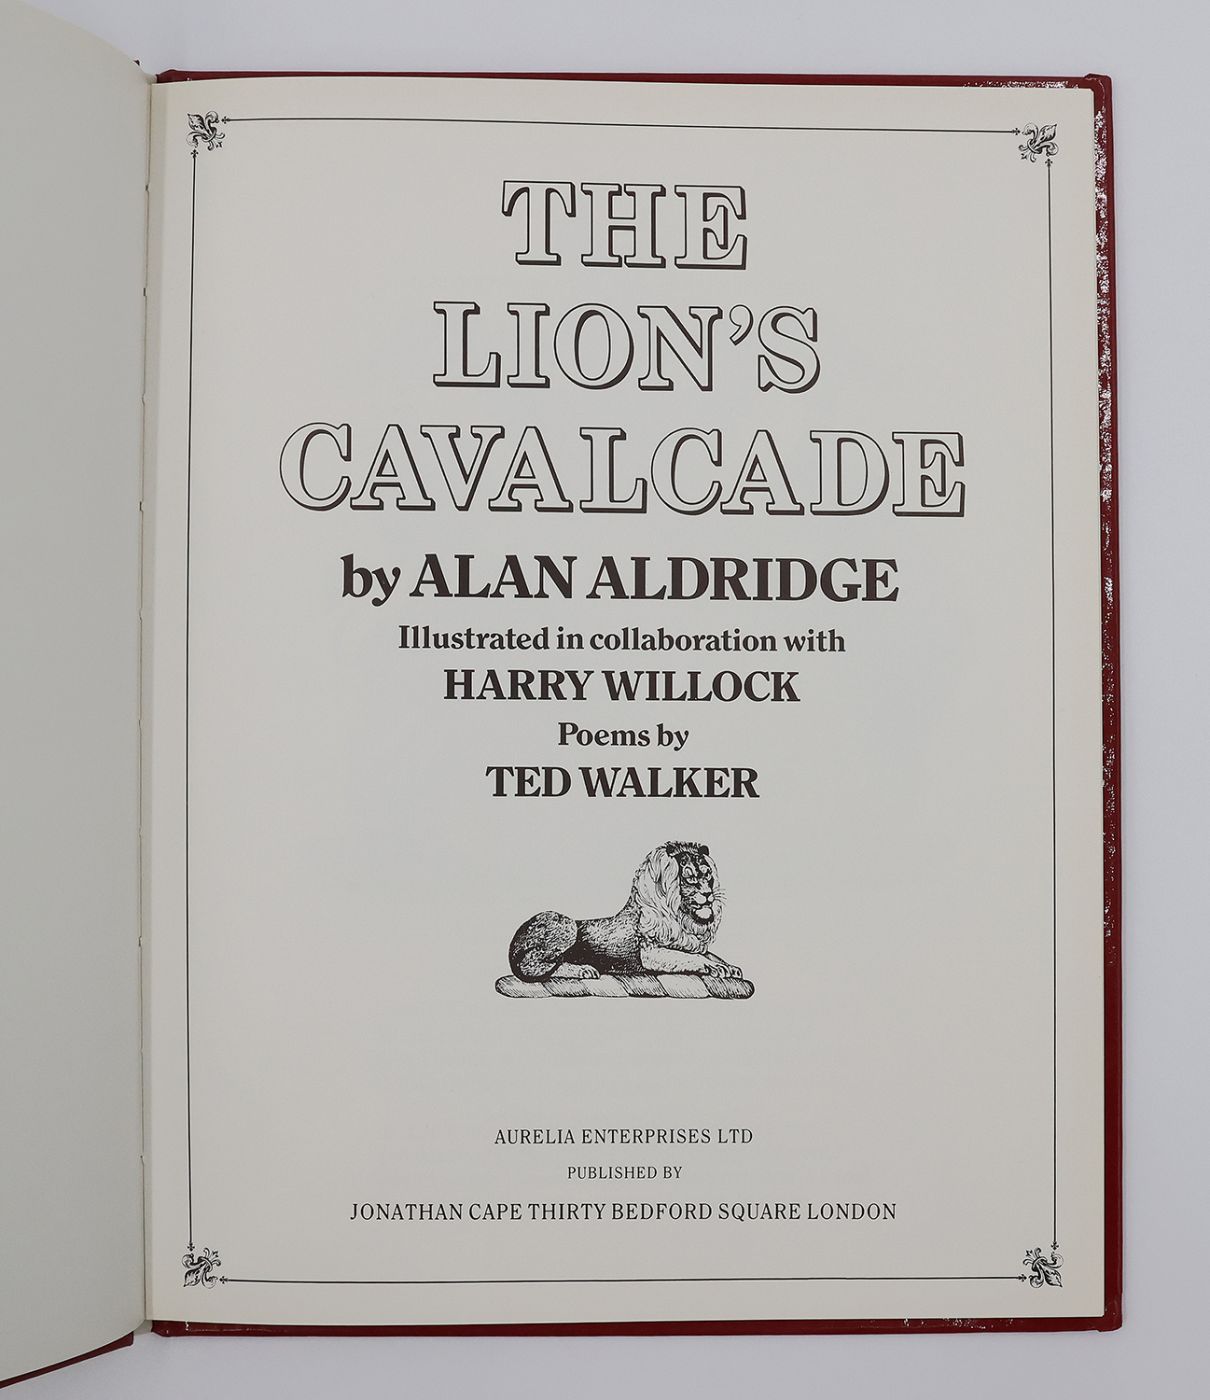 THE
LION’S
CAVALCADE
by ALAN ALDRIDGE
Illustrated in collaboration with
HARRY WILLOCK
Poems by
TED WALKER
AURELIA ENTERPRISES LTD
PUBLISHED BY
JONATHAN CAPE THIRTY BEDFORD SQUARE LONDON